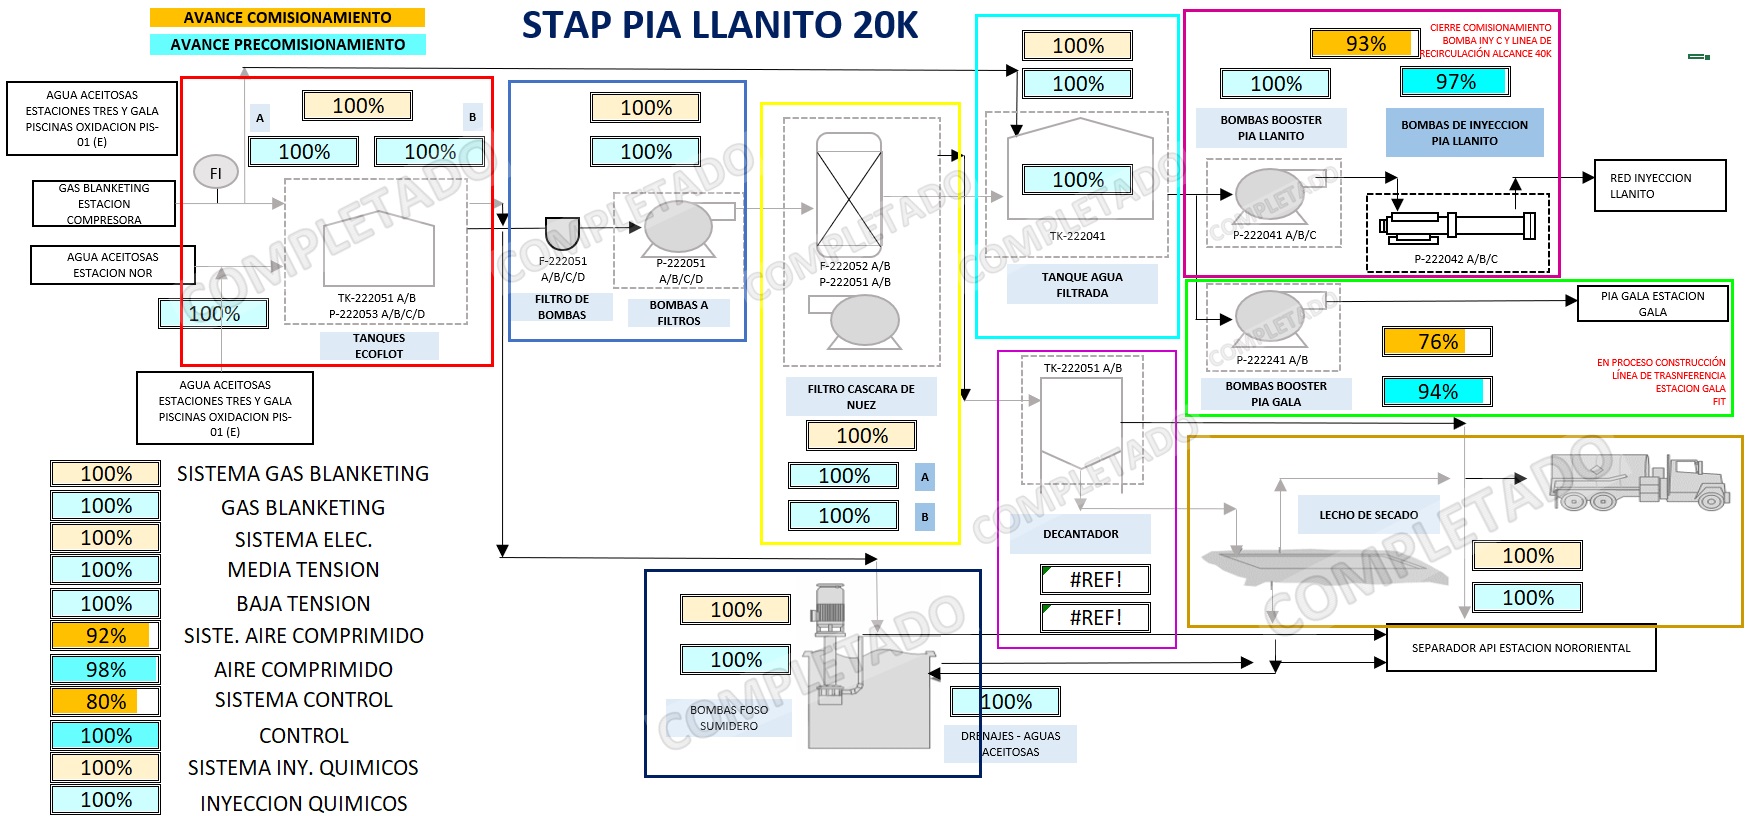 AVANCE COMISIONAMIENTO
AVANCE PRECOMISIONAMIENTO
STAP PIA LLANITO 20K
AGUA ACEITOSAS
ESTACIONES TRES Y GALA
PISCINAS OXIDACION PIS-
01 (E)
FI
GAS BLANKETING
ESTACION
COMPRESORA
AGUA ACEITOSAS
ESTACION NOR
100%
A
B
100%
100%
COMPLETADO
TK-222051 A/B
P-222053 A/B/C/D
100%
TANQUES
ECOFLOT
AGUA ACEITOSAS
ESTACIONES TRES Y GALA
PISCINAS OXIDACION PIS-
01 (E)
100%
100%
COMPLETADO
F-222051
A/B/C/D
P-222051
A/B/C/D
FILTRO DE
BOMBAS
BOMBAS A
FILTROS
COMPLETADO
F-222052 A/B
P-222051 A/B
FILTRO CASCARA DE
NUEZ
100%
100%
A
100%
B
100%
100%
100%
COMPLETADO
TK-222041
TANQUE AGUA
FILTRADA
93%
CIERRE COMISIONAMIENTO
BOMBA INY C Y LINEA DE
RECIRCULACIÓN ALCANCE 40K
100%
97%
BOMBAS BOOSTER
PIA LLANITO
BOMBAS DE INYECCION
PIA LLANITO
COMPLETADO
P-222041 A/B/C
P-222042 A/B/C
RED INYECCION
LLANITO
COMPLETADO
P-222241 A/B
BOMBAS BOOSTER
PIA GALA
PIA GALA ESTACION
GALA
76%
94%
EN PROCESO CONSTRUCCIÓN
LÍNEA DE TRASNFERENCIA
ESTACION GALA
FIT
TK-222051 A/B
COMPLETADO
DECANTADOR
#REF!
#REF!
LECHO DE SECADO
COMPLETADO
100%
100%
SEPARADOR API ESTACION NORORIENTAL
100%
100%
COMPLETADO
BOMBAS FOSO
SUMIDERO
100%
DRENAJES - AGUAS
ACEITOSAS
100% SISTEMA GAS BLANKETING
100% GAS BLANKETING
100% SISTEMA ELEC.
100% MEDIA TENSION
100% BAJA TENSION
92% SISTE. AIRE COMPRIMIDO
98% AIRE COMPRIMIDO
80% SISTEMA CONTROL
100% CONTROL
100% SISTEMA INY. QUIMICOS
100% INYECCION QUIMICOS